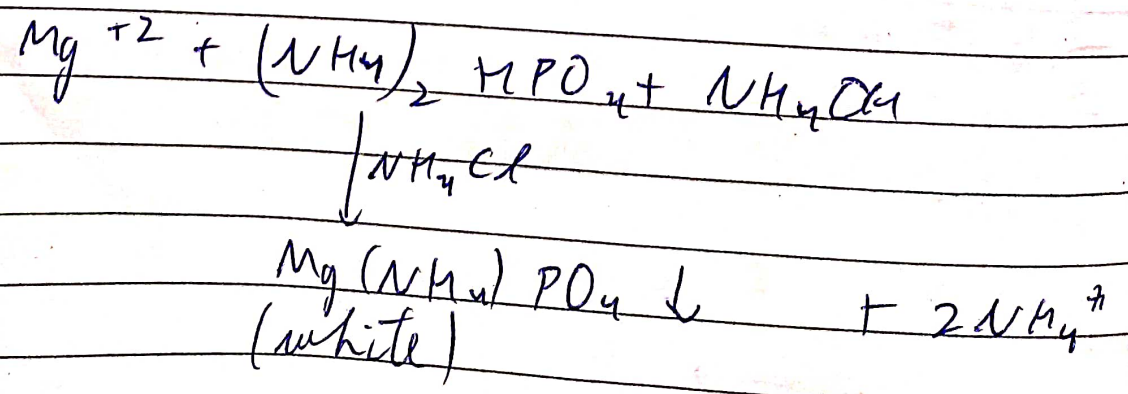 Mg +2 + (NH4)2 HPO4 + NH4OH
↓ NH4Cl
Mg (NH4) PO4 ↓ + 2NH4+
(white)